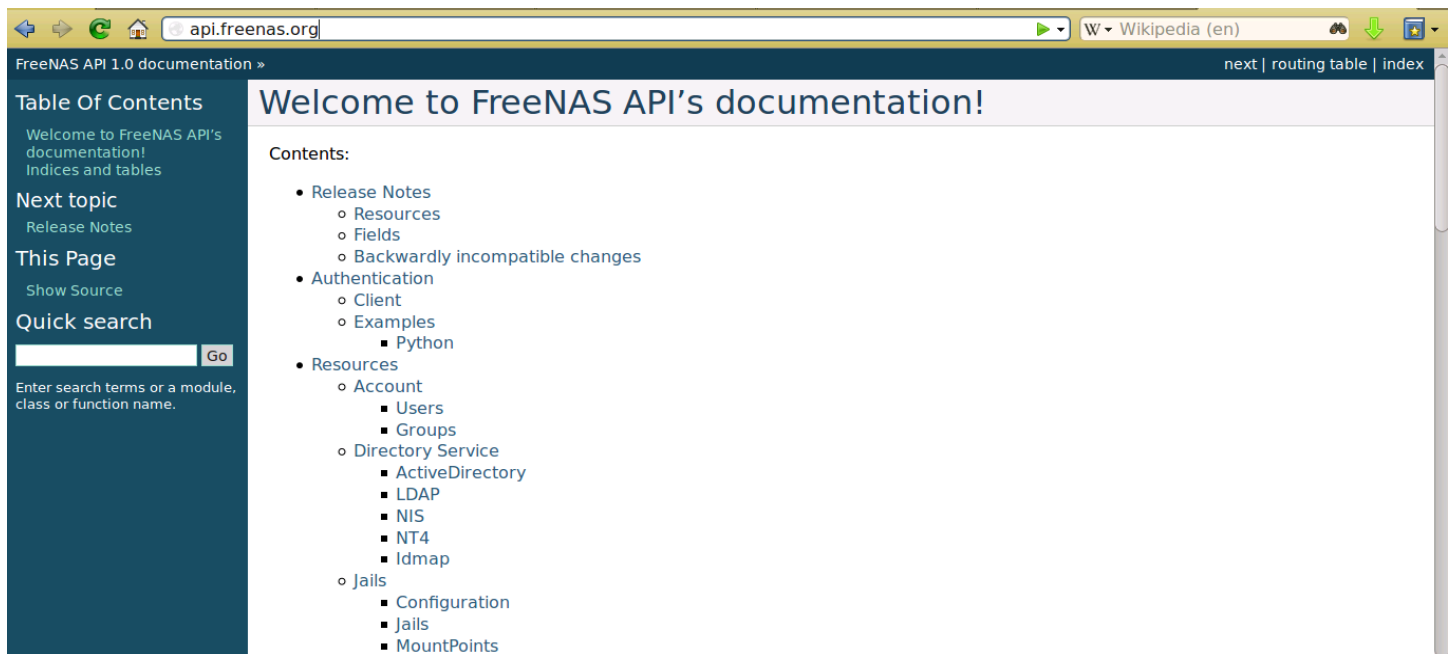 api.freenas.org
W Wikipedia (en)
FreeNAS API 1.0 documentation »
next | routing table | index
Table Of Contents
Welcome to FreeNAS API's
documentation!
Indices and tables
Next topic
Release Notes
This Page
Show Source
Quick search
Go
Enter search terms or a module,
class or function name.
Welcome to FreeNAS API's documentation!
Contents:
Release Notes
Resources
Fields
Backwardly incompatible changes
Authentication
Client
Examples
Python
Resources
Account
Users
Groups
Directory Service
ActiveDirectory
LDAP
NIS
NT4
Idmap
Jails
Configuration
Jails
MountPoints